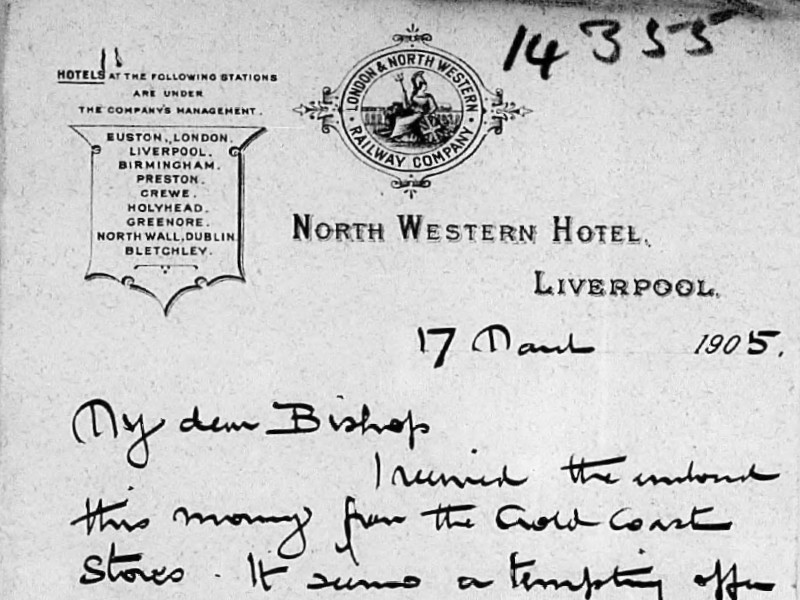 14355
HOTELS AT THE FOLLOWING STATIONS
ARE UNDER
THE COMPANY'S MANAGEMENT.
EUSTON, LONDON.
LIVERPOOL.
BIRMINGHAM.
PRESTON.
CREWE.
HOLYHEAD.
GREENORE.
NORTH WALL, DUBLIN.
BLETCHLEY.
LONDON & NORTH WESTERN
RAILWAY COMPANY
NORTH WESTERN HOTEL,
LIVERPOOL.
17 March 1905.
My dear Bishop
I received the enclosed
this morning from the Gold Coast
Stores. It seems a tempting offer